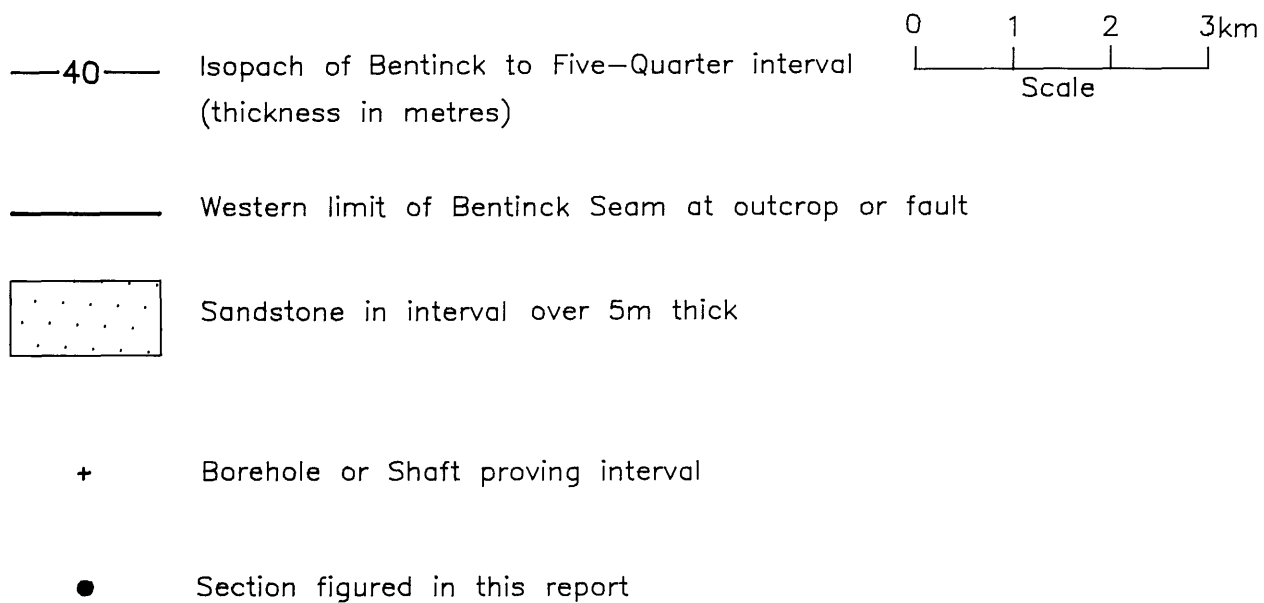 0 1 2 3km
Scale
40 Isopach of Bentinck to Five-Quarter interval
(thickness in metres)
Western limit of Bentinck Seam at outcrop or fault
Sandstone in interval over 5m thick
Borehole or Shaft proving interval
Section figured in this report